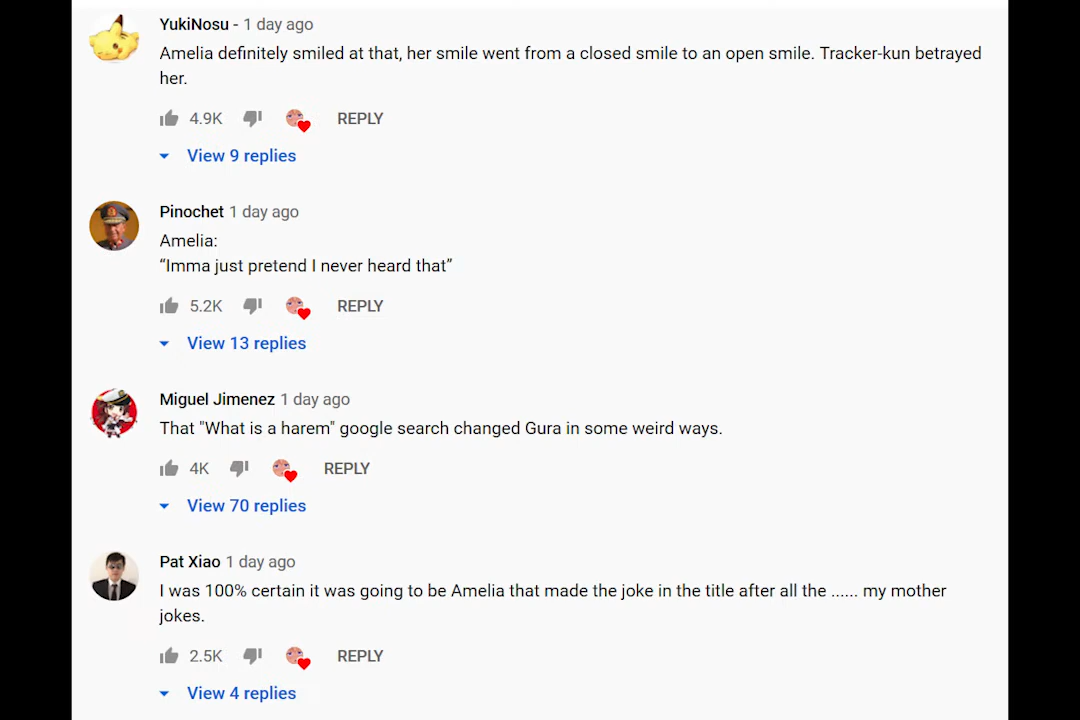 YukiNosu - 1 day ago
Amelia definitely smiled at that, her smile went from a closed smile to an open smile. Tracker-kun betrayed
her.
4.9K REPLY
View 9 replies
Pinochet 1 day ago
Amelia:
“Imma just pretend I never heard that”
5.2K REPLY
View 13 replies
Miguel Jimenez 1 day ago
That "What is a harem" google search changed Gura in some weird ways.
4K REPLY
View 70 replies
Pat Xiao 1 day ago
I was 100% certain it was going to be Amelia that made the joke in the title after all the ...... my mother
jokes.
2.5K REPLY
View 4 replies